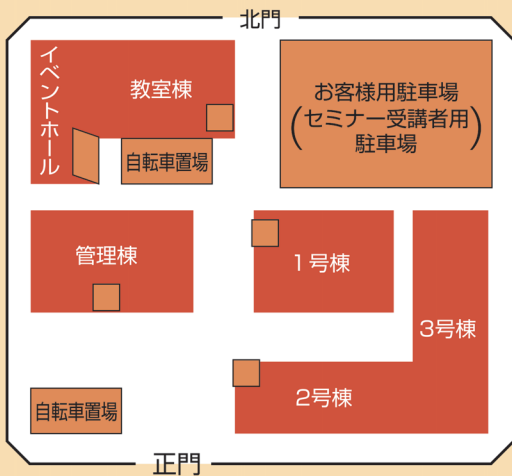 北門
イベントホール
教室棟
お客様用駐車場
(セミナー受講者用)
駐車場
自転車置場
管理棟
1号棟
3号棟
2号棟
自転車置場
正門